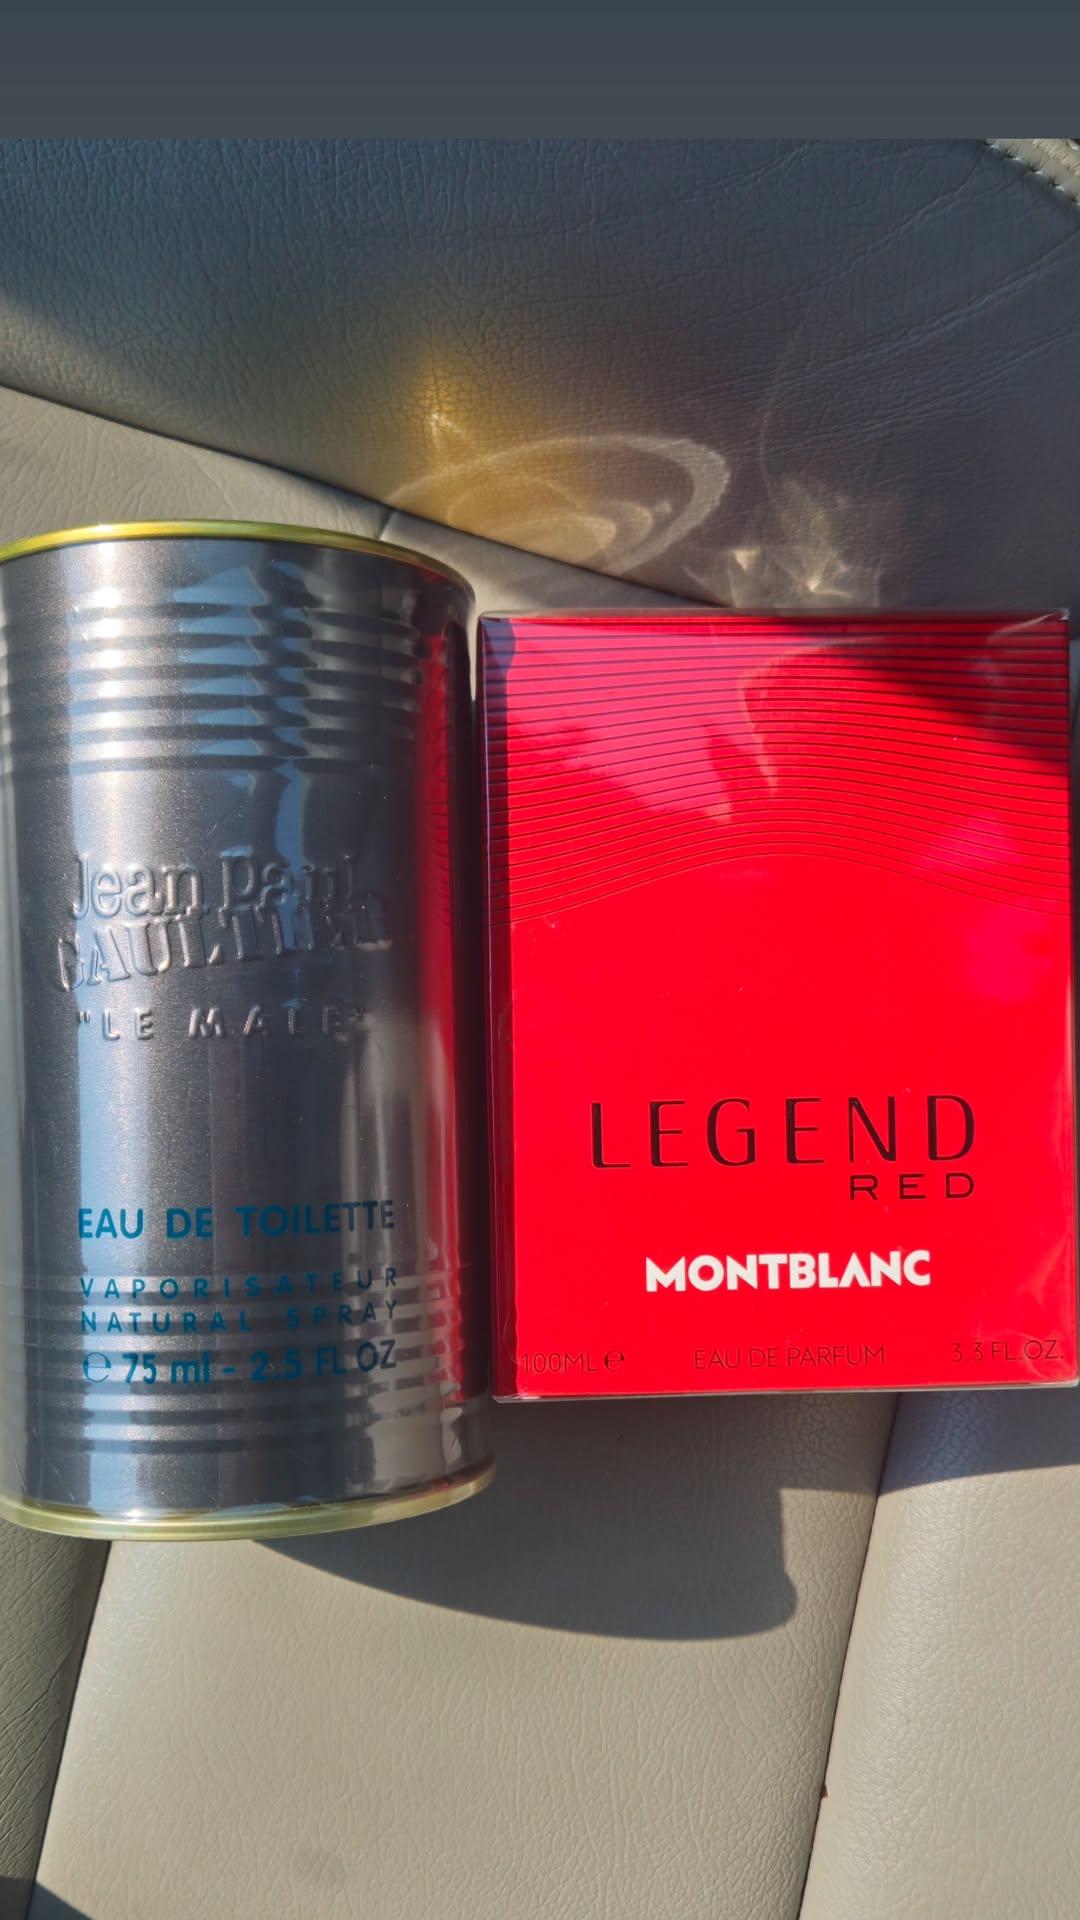 Jean Paul
GAULTIER
"LE MALE"
EAU DE TOILETTE
VAPORISATEUR
NATURAL SPRAY
℮ 75 ml - 2.5 FL.OZ
LEGEND
RED
MONTBLANC
100ML ℮ EAU DE PARFUM 3.3 FL.OZ.